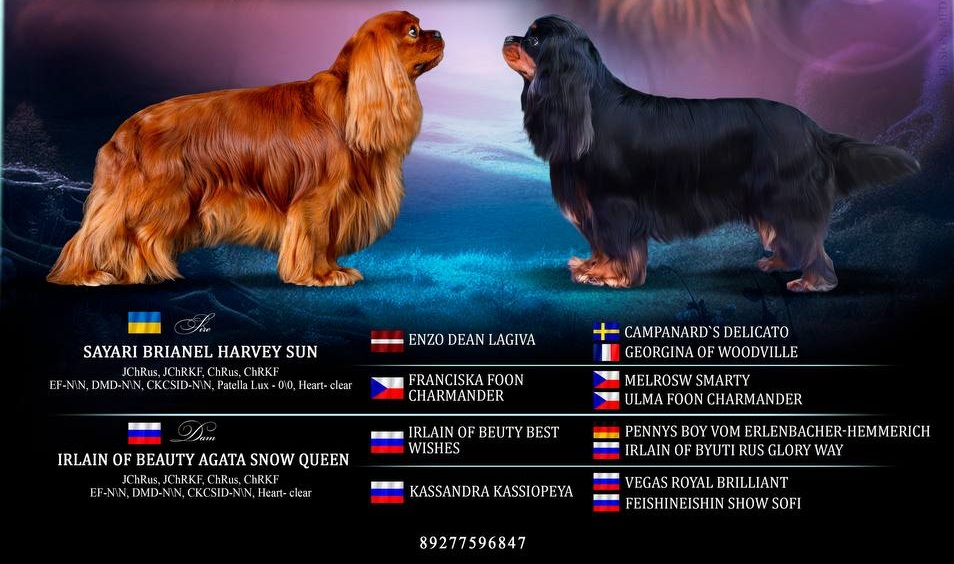 Sire
SAYARI BRIANEL HARVEY SUN
JChRus, JChRKF, ChRus, ChRKF
EF-N\N, DMD-N\N, CKCSID-N\N, Patella Lux - 0\0, Heart- clear
ENZO DEAN LAGIVA
CAMPANARD`S DELICATO
GEORGINA OF WOODVILLE
FRANCISKA FOON
CHARMANDER
MELROSW SMARTY
ULMA FOON CHARMANDER
Dam
IRLAIN OF BEAUTY AGATA SNOW QUEEN
JChRus, JChRKF, ChRus, ChRKF
EF-N\N, DMD-N\N, CKCSID-N\N, Heart- clear
IRLAIN OF BEUTY BEST
WISHES
PENNYS BOY VOM ERLENBACHER-HEMMERICH
IRLAIN OF BYUTI RUS GLORY WAY
KASSANDRA KASSIOPEYA
VEGAS ROYAL BRILLIANT
FEISHINEISHIN SHOW SOFI
89277596847